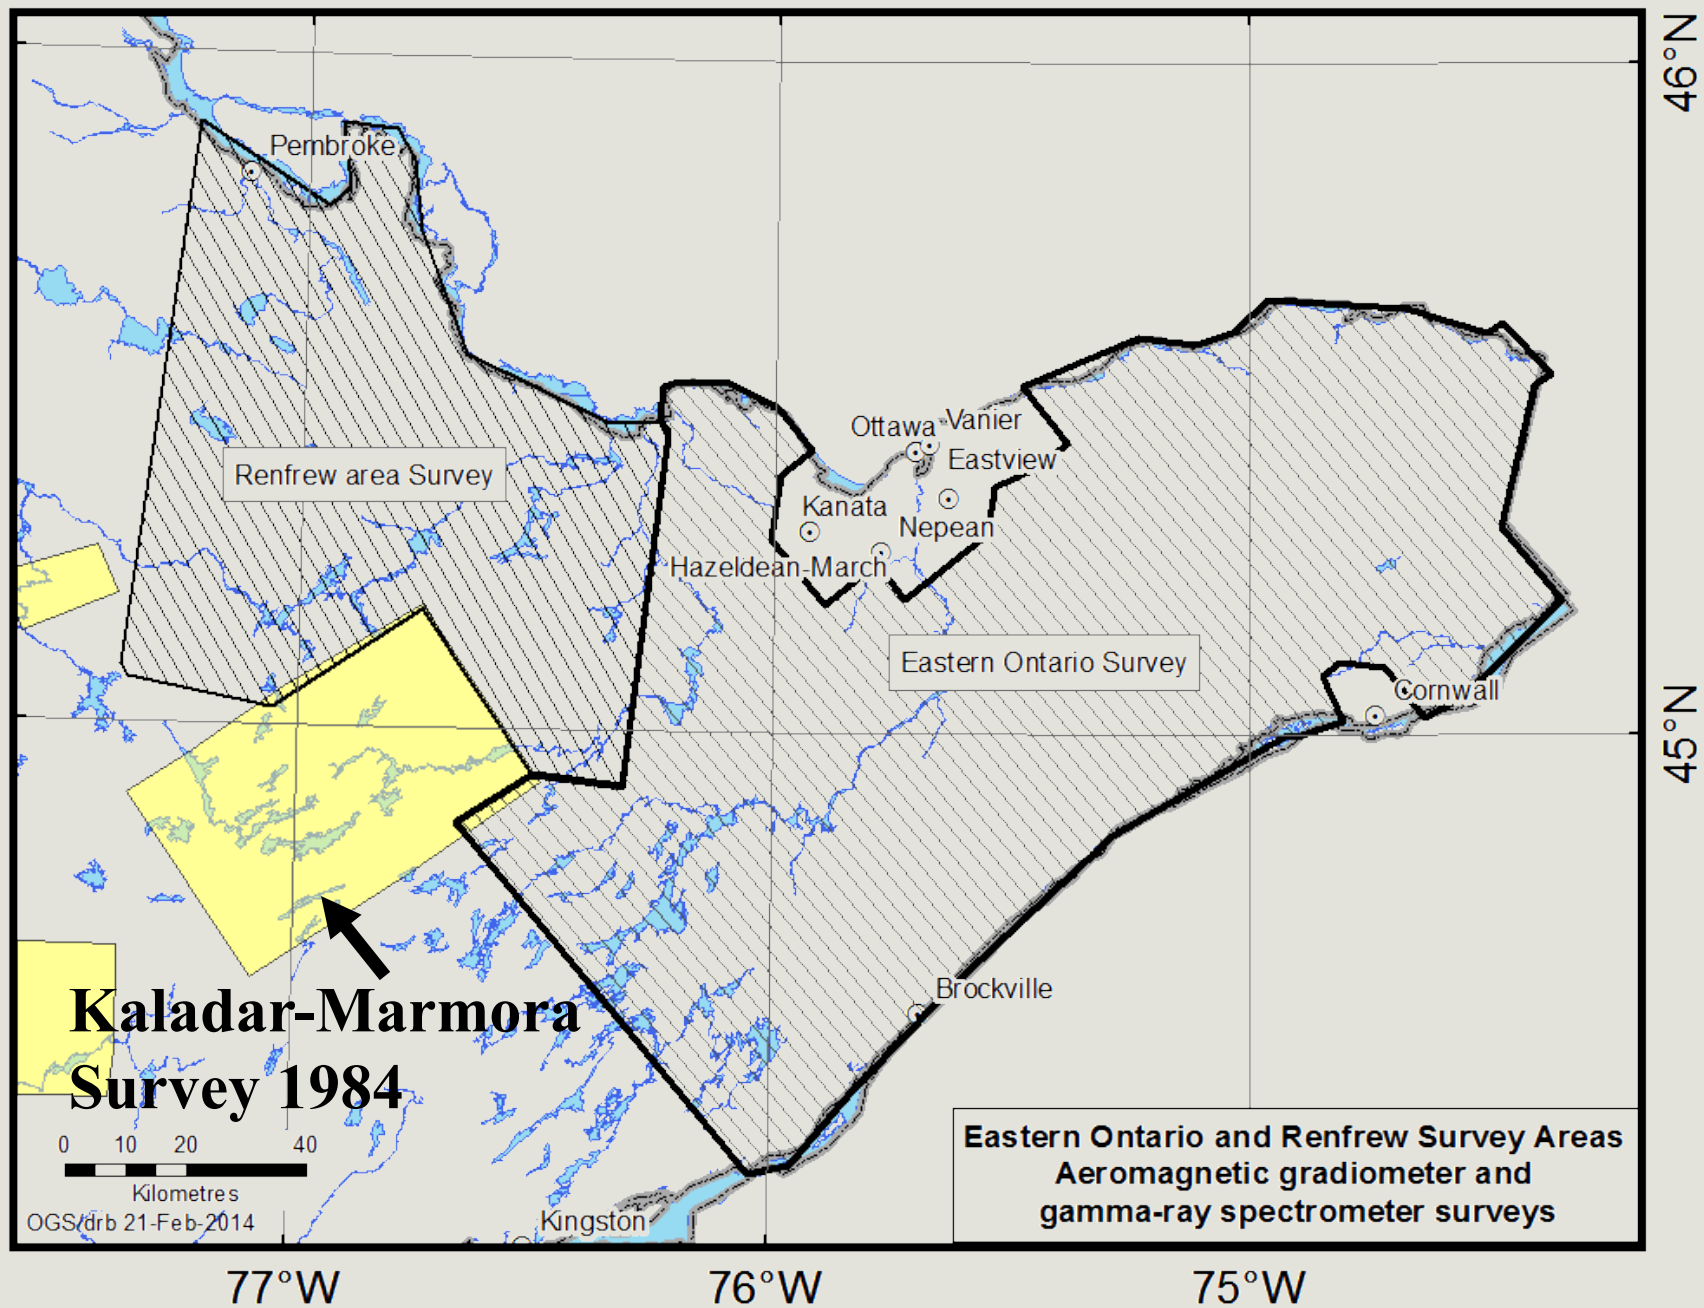 46°N
Pembroke
Ottawa
Vanier
Eastview
Renfrew area Survey
Kanata
Nepean
Hazeldean-March
Eastern Ontario Survey
Cornwall
45°N
Brockville
Kaladar-Marmora
Survey 1984
0 10 20 40
Kilometres
OGS/drb 21-Feb-2014
Kingston
Eastern Ontario and Renfrew Survey Areas
Aeromagnetic gradiometer and
gamma-ray spectrometer surveys
77°W 76°W 75°W